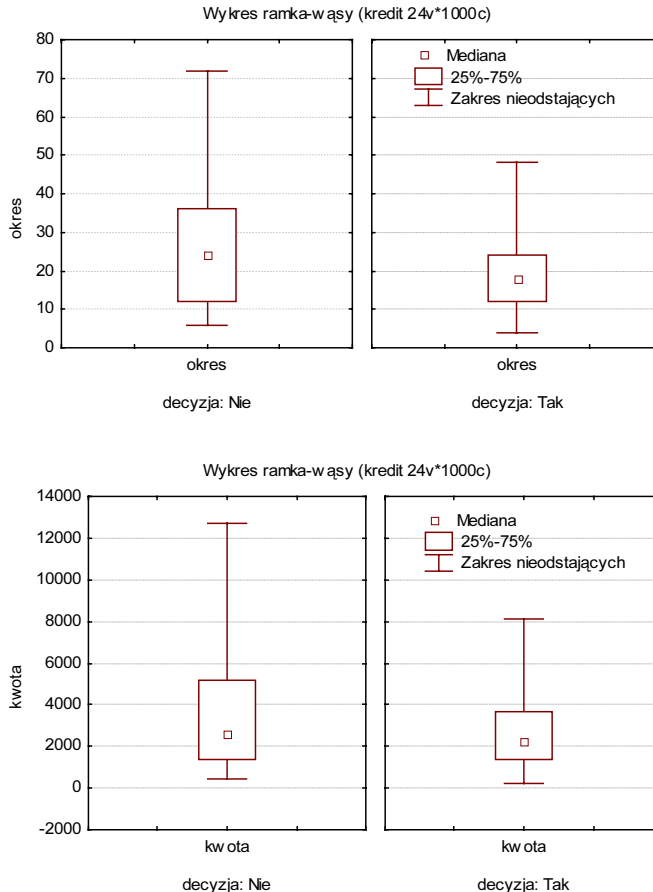 Wykres ramka-wąsy (kredit 24v*1000c)
80
70
60
50
40
30
20
10
0
okres
Mediana
25%-75%
Zakres nieodstających
okres
okres
decyzja: Nie
decyzja: Tak
Wykres ramka-wąsy (kredit 24v*1000c)
14000
12000
10000
8000
6000
4000
2000
0
-2000
kwota
Mediana
25%-75%
Zakres nieodstających
kwota
kwota
decyzja: Nie
decyzja: Tak